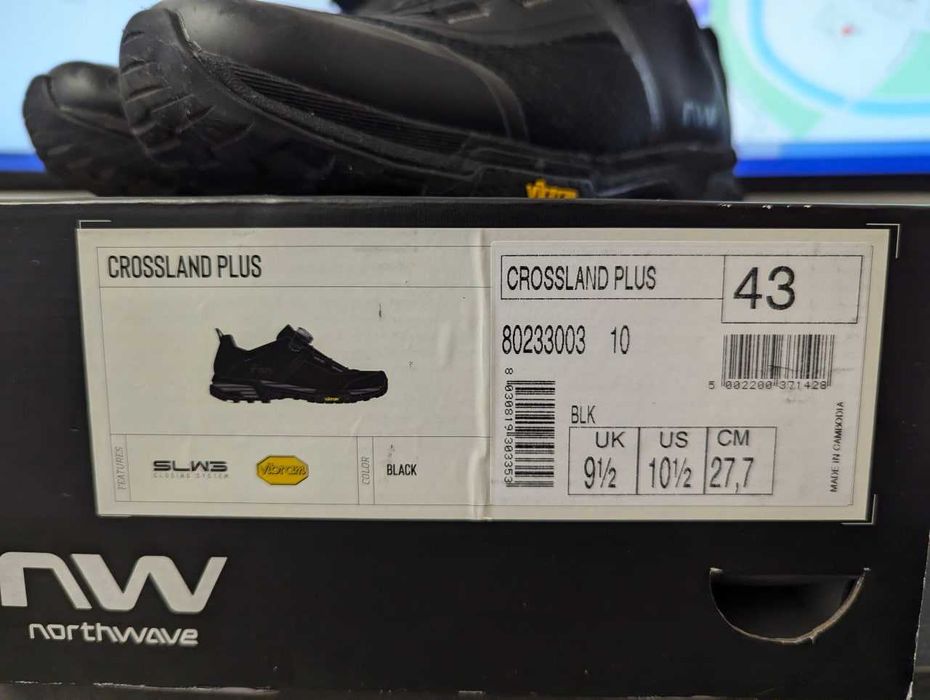 NW
vibram
CROSSLAND PLUS
FEATURES
SLW3
CLOSING SYSTEM
vibram
COLOR
BLACK
CROSSLAND PLUS
43
80233003 10
5 002200 371428
8 030819 303353
BLK
UK US CM
9½ 10½ 27,7
MADE IN CAMBODIA
NW
northwave